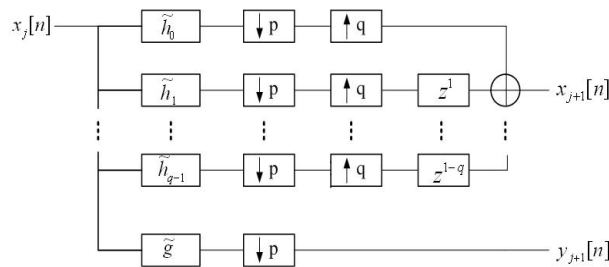 x_j[n] h̃_0 ↓ p ↑ q
h̃_1 ↓ p ↑ q z^1 x_{j+1}[n]
h̃_{q-1} ↓ p ↑ q z^{1-q}
g̃ ↓ p y_{j+1}[n]